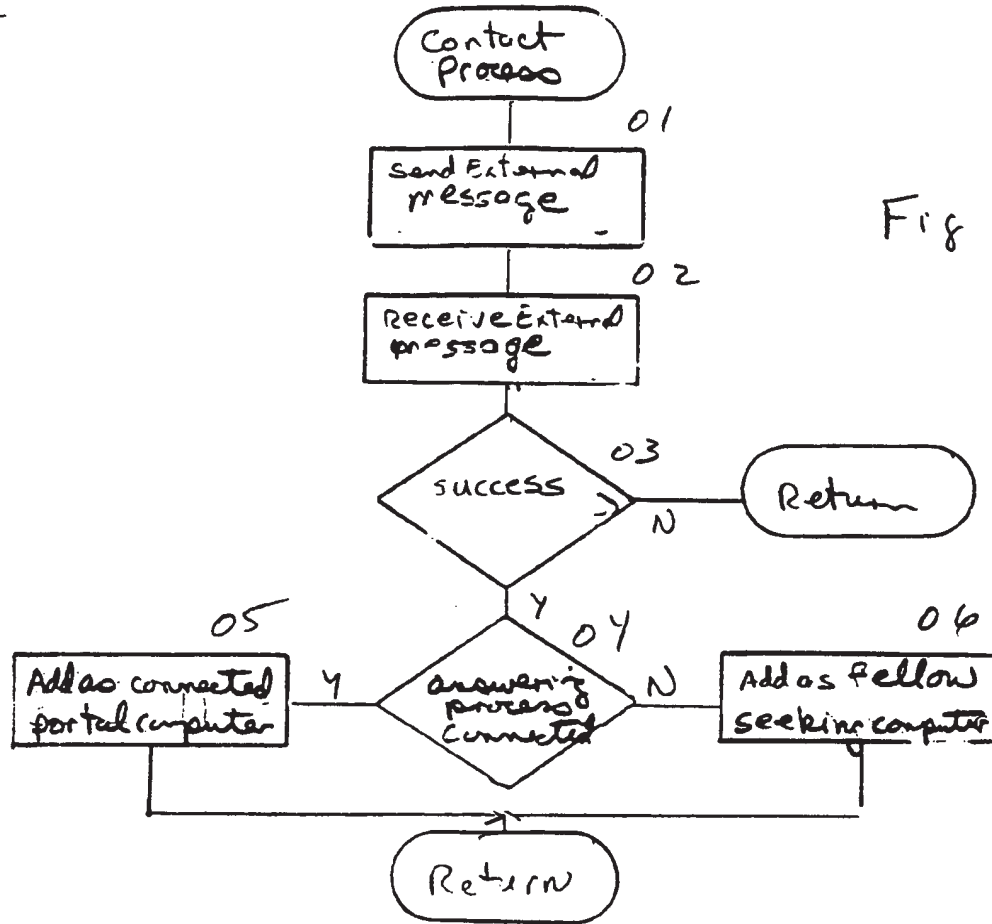 Contact
Process
01
Send External
message
Fig
02
Receive External
message
03
success
N
Return
Y
04
05
06
Add as connected
portal computer
Y
answering
process
connected
N
Add as fellow
seeking computer
Return